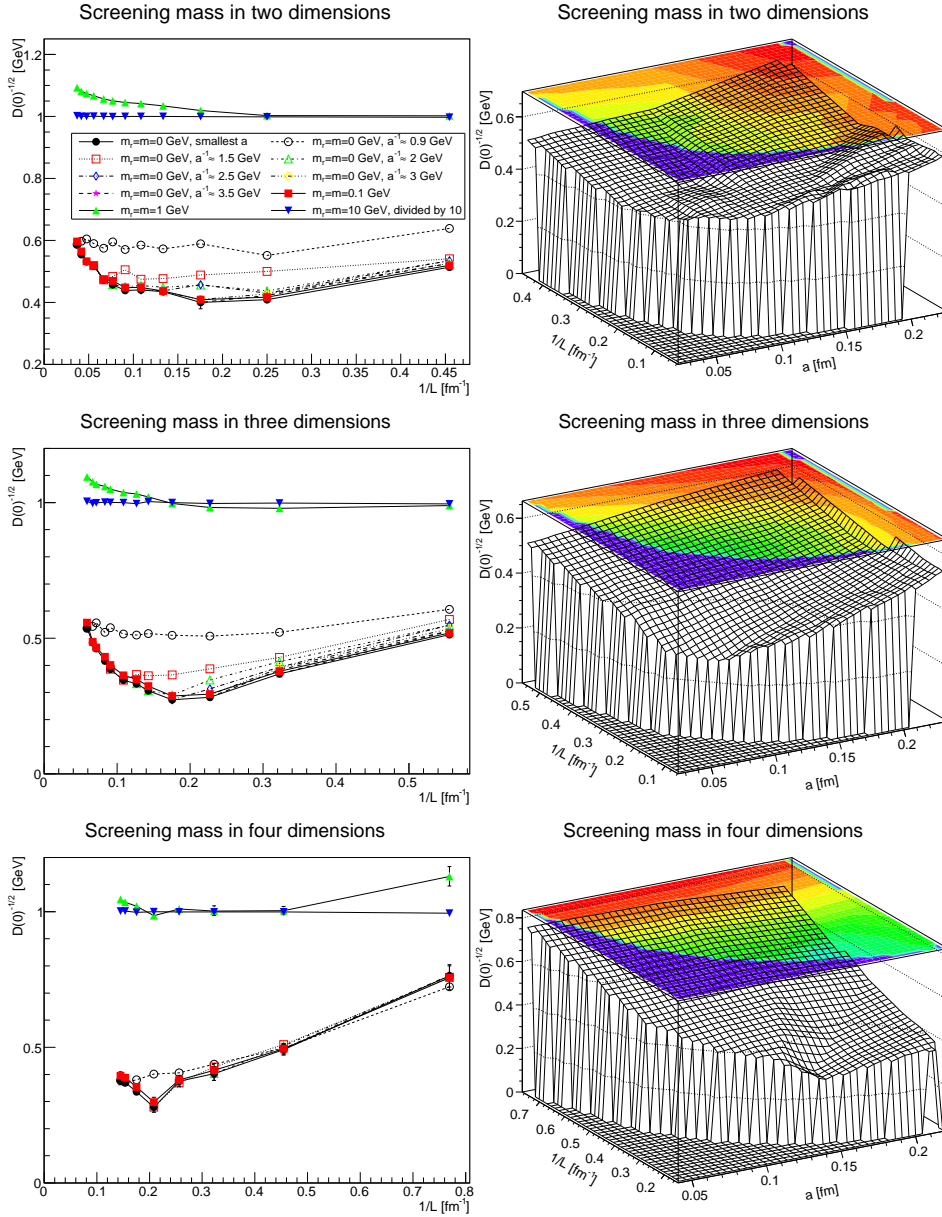 Screening mass in two dimensions
D(0)^-1/2 [GeV]
1.2
1
0.8
0.6
0.4
0.2
m_r=m=0 GeV, smallest a
m_r=m=0 GeV, a^-1≈ 0.9 GeV
m_r=m=0 GeV, a^-1≈ 1.5 GeV
m_r=m=0 GeV, a^-1≈ 2 GeV
m_r=m=0 GeV, a^-1≈ 2.5 GeV
m_r=m=0 GeV, a^-1≈ 3 GeV
m_r=m=0 GeV, a^-1≈ 3.5 GeV
m_r=m=0.1 GeV
m_r=m=1 GeV
m_r=m=10 GeV, divided by 10
0 0.05 0.1 0.15 0.2 0.25 0.3 0.35 0.4 0.45
1/L [fm^-1]
Screening mass in two dimensions
D(0)^-1/2 [GeV]
0.6
0.4
0.2
0
0.4
0.3
0.2
0.1
1/L [fm^-1]
0.05
0.1
0.15
0.2
a [fm]
Screening mass in three dimensions
D(0)^-1/2 [GeV]
1
0.5
0
0 0.1 0.2 0.3 0.4 0.5
1/L [fm^-1]
Screening mass in three dimensions
D(0)^-1/2 [GeV]
0.6
0.4
0.2
0
0.5
0.4
0.3
0.2
0.1
1/L [fm^-1]
0.05
0.1
0.15
0.2
a [fm]
Screening mass in four dimensions
D(0)^-1/2 [GeV]
1
0.5
0
0 0.1 0.2 0.3 0.4 0.5 0.6 0.7 0.8
1/L [fm^-1]
Screening mass in four dimensions
D(0)^-1/2 [GeV]
0.8
0.6
0.4
0.2
0
0.7
0.6
0.5
0.4
0.3
0.2
1/L [fm^-1]
0.05
0.1
0.15
0.2
a [fm]